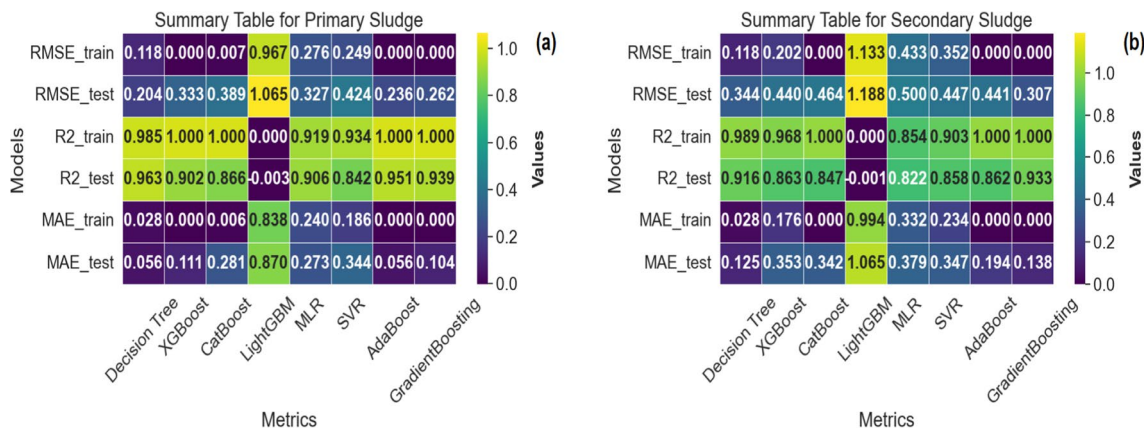 Summary Table for Primary Sludge
(a)
Models
RMSE_train 0.118 0.000 0.007 0.967 0.276 0.249 0.000 0.000
RMSE_test 0.204 0.333 0.389 1.065 0.327 0.424 0.236 0.262
R2_train 0.985 1.000 1.000 0.000 0.919 0.934 1.000 1.000
R2_test 0.963 0.902 0.866 -0.003 0.906 0.842 0.951 0.939
MAE_train 0.028 0.000 0.006 0.838 0.240 0.186 0.000 0.000
MAE_test 0.056 0.111 0.281 0.870 0.273 0.344 0.056 0.104
Decision Tree XGBoost CatBoost LightGBM MLR SVR AdaBoost GradientBoosting
Metrics
1.0
0.8
0.6
0.4
0.2
0.0
Values
Summary Table for Secondary Sludge
(b)
Models
RMSE_train 0.118 0.202 0.000 1.133 0.433 0.352 0.000 0.000
RMSE_test 0.344 0.440 0.464 1.188 0.500 0.447 0.441 0.307
R2_train 0.989 0.968 1.000 0.000 0.854 0.903 1.000 1.000
R2_test 0.916 0.863 0.847 -0.001 0.822 0.858 0.862 0.933
MAE_train 0.028 0.176 0.000 0.994 0.332 0.234 0.000 0.000
MAE_test 0.125 0.353 0.342 1.065 0.379 0.347 0.194 0.138
Decision Tree XGBoost CatBoost LightGBM MLR SVR AdaBoost GradientBoosting
Metrics
1.0
0.8
0.6
0.4
0.2
0.0
Values